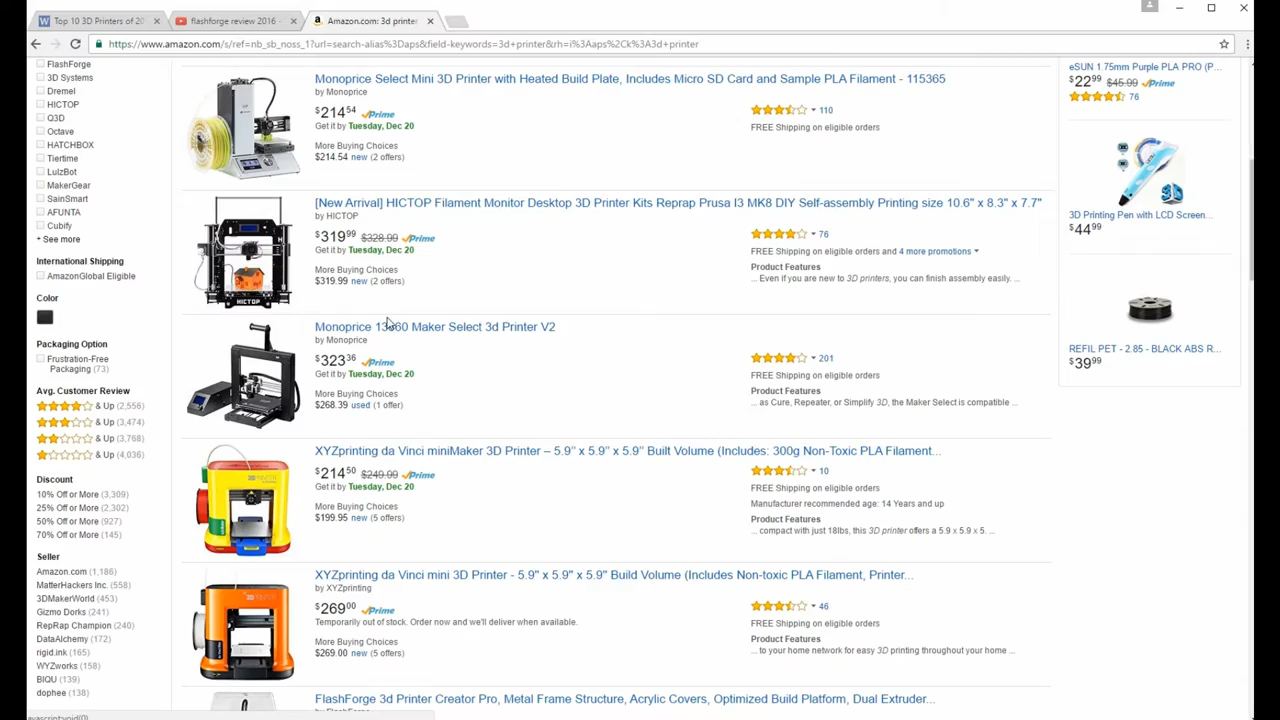 Top 10 3D Printers of 20
flashforge review 2016 -
Amazon.com: 3d printer
https://www.amazon.com/s/ref=nb_sb_noss_1?url=search-alias%3Daps&field-keywords=3d+printer&rh=i%3Aaps%2Ck%3A3d+printer
FlashForge
3D Systems
Dremel
HICTOP
Q3D
Octave
HATCHBOX
Tiertime
LulzBot
MakerGear
SainSmart
AFUNTA
Cubify
+ See more
International Shipping
AmazonGlobal Eligible
Color
Packaging Option
Frustration-Free
Packaging (73)
Avg. Customer Review
& Up (2,556)
& Up (3,474)
& Up (3,768)
& Up (4,036)
Discount
10% Off or More (3,309)
25% Off or More (2,302)
50% Off or More (927)
70% Off or More (145)
Seller
Amazon.com (1,186)
MatterHackers Inc. (558)
3DMakerWorld (453)
Gizmo Dorks (241)
RepRap Champion (240)
DataAlchemy (172)
rigid.ink (165)
WYZworks (158)
BIQU (139)
dophee (138)
Monoprice Select Mini 3D Printer with Heated Build Plate, Includes Micro SD Card and Sample PLA Filament - 115365
by Monoprice
$214 54 Prime
Get it by Tuesday, Dec 20
More Buying Choices
$214.54 new (2 offers)
110
FREE Shipping on eligible orders
[New Arrival] HICTOP Filament Monitor Desktop 3D Printer Kits Reprap Prusa I3 MK8 DIY Self-assembly Printing size 10.6" x 8.3" x 7.7"
by HICTOP
$319 99 $328.99 Prime
Get it by Tuesday, Dec 20
More Buying Choices
$319.99 new (2 offers)
76
FREE Shipping on eligible orders and 4 more promotions
Product Features
... Even if you are new to 3D printers, you can finish assembly easily. ...
HICTOP
Monoprice 13860 Maker Select 3d Printer V2
by Monoprice
$323 36 Prime
Get it by Tuesday, Dec 20
More Buying Choices
$268.39 used (1 offer)
201
FREE Shipping on eligible orders
Product Features
... as Cure, Repeater, or Simplify 3D, the Maker Select is compatible ...
XYZprinting da Vinci miniMaker 3D Printer – 5.9" x 5.9" x 5.9" Built Volume (Includes: 300g Non-Toxic PLA Filament...
$214 50 $249.99 Prime
Get it by Tuesday, Dec 20
More Buying Choices
$199.95 new (5 offers)
10
FREE Shipping on eligible orders
Manufacturer recommended age: 14 Years and up
Product Features
... compact with just 18lbs, this 3D printer offers a 5.9 x 5.9 x 5. ...
XYZprinting da Vinci mini 3D Printer - 5.9" x 5.9" x 5.9" Build Volume (Includes Non-toxic PLA Filament, Printer...
by XYZprinting
$269 00 Prime
Temporarily out of stock. Order now and we'll deliver when available.
More Buying Choices
$269.00 new (5 offers)
46
FREE Shipping on eligible orders
Product Features
... to your home network for easy 3D printing throughout your home ...
FlashForge 3d Printer Creator Pro, Metal Frame Structure, Acrylic Covers, Optimized Build Platform, Dual Extruder...
by FlashForge
eSUN 1.75mm Purple PLA PRO (P...
$22 99 $45.99 Prime
76
3D Printing Pen with LCD Screen...
$44 99
REFIL PET - 2.85 - BLACK ABS R...
$39 99
avascript:void(0)